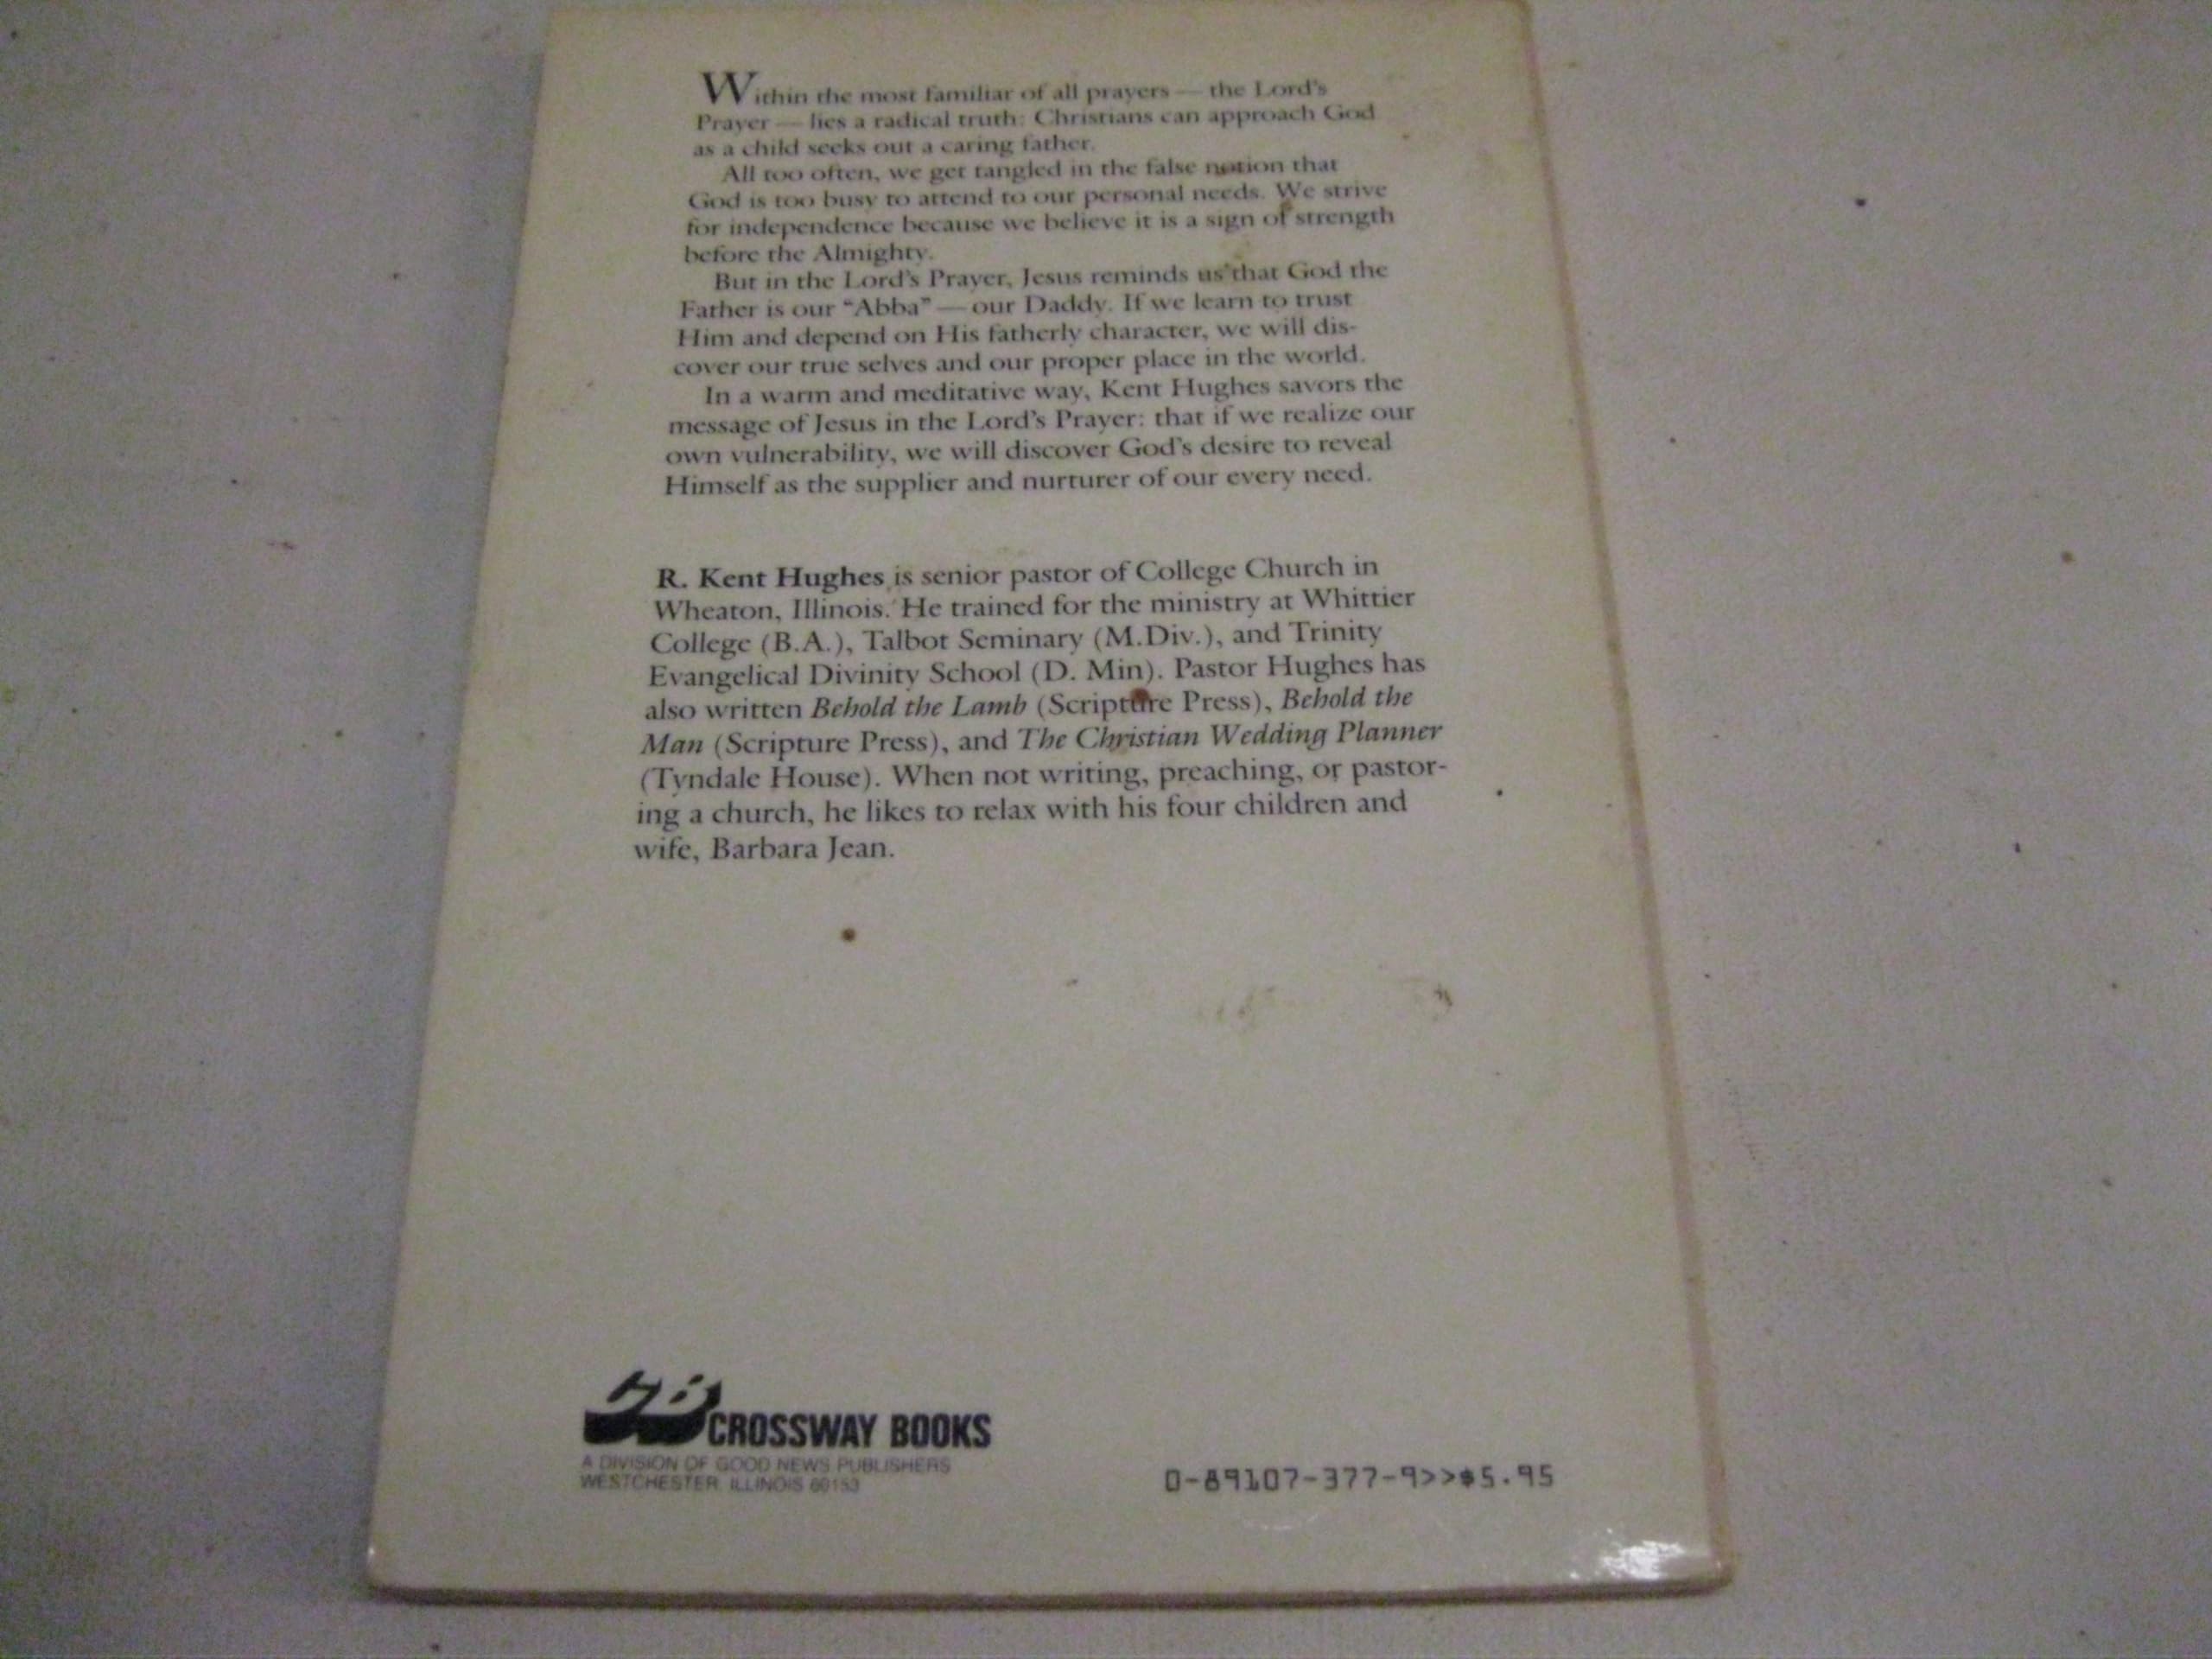 Within the most familiar of all prayers — the Lord's
Prayer — lies a radical truth: Christians can approach God
as a child seeks out a caring father.
All too often, we get tangled in the false notion that
God is too busy to attend to our personal needs. We strive
for independence because we believe it is a sign of strength
before the Almighty.
But in the Lord's Prayer, Jesus reminds us that God the
Father is our “Abba” — our Daddy. If we learn to trust
Him and depend on His fatherly character, we will dis-
cover our true selves and our proper place in the world.
In a warm and meditative way, Kent Hughes savors the
message of Jesus in the Lord's Prayer: that if we realize our
own vulnerability, we will discover God's desire to reveal
Himself as the supplier and nurturer of our every need.
R. Kent Hughes is senior pastor of College Church in
Wheaton, Illinois. He trained for the ministry at Whittier
College (B.A.), Talbot Seminary (M.Div.), and Trinity
Evangelical Divinity School (D. Min). Pastor Hughes has
also written Behold the Lamb (Scripture Press), Behold the
Man (Scripture Press), and The Christian Wedding Planner
(Tyndale House). When not writing, preaching, or pastor-
ing a church, he likes to relax with his four children and
wife, Barbara Jean.
CROSSWAY BOOKS
A DIVISION OF GOOD NEWS PUBLISHERS
WESTCHESTER, ILLINOIS 60153
0-89107-377-9>>$5.95